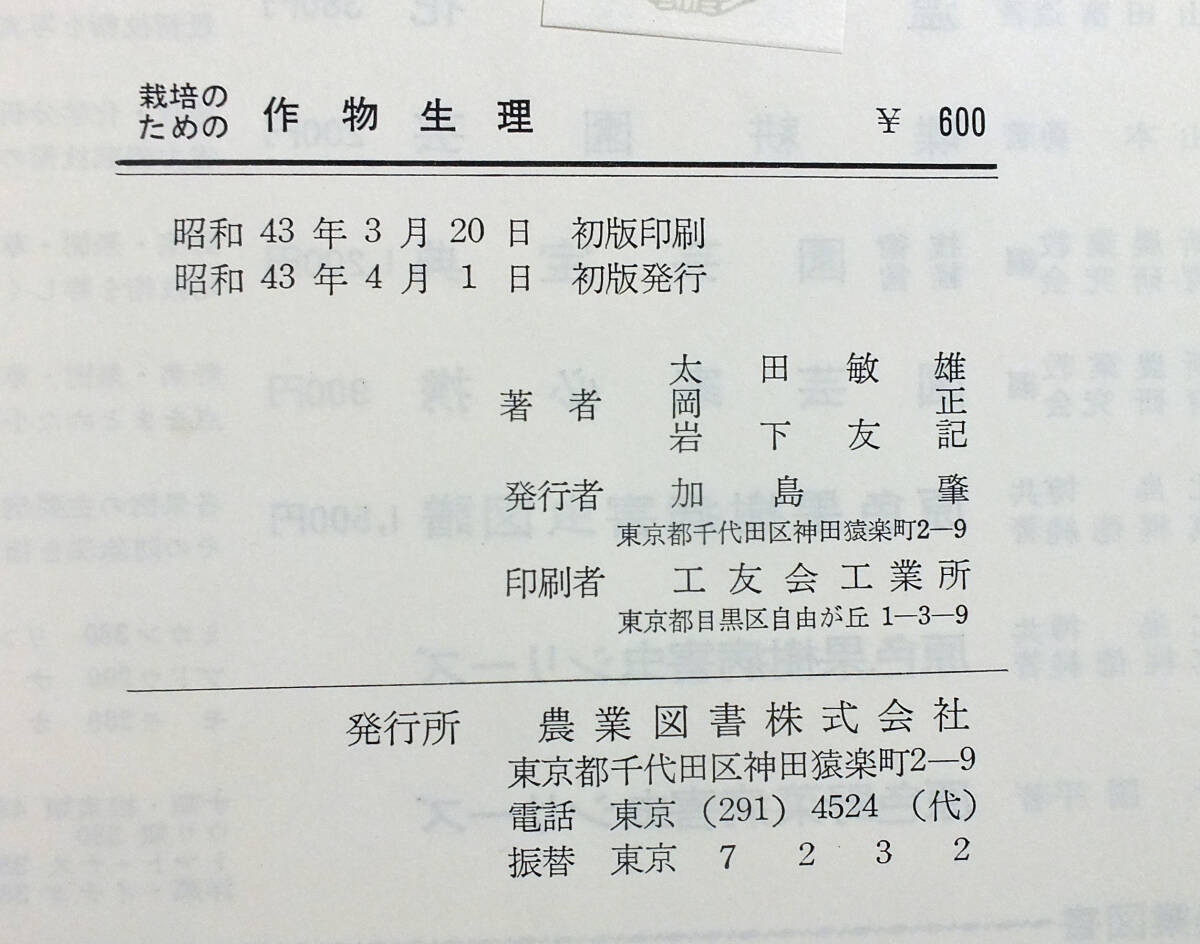 栽培の
ための 作物生理 ¥ 600
昭和 43 年 3 月 20 日 初版印刷
昭和 43 年 4 月 1 日 初版発行
太田敏雄
著者 岡正
岩下友記
発行者 加島肇
東京都千代田区神田猿楽町2―9
印刷者 工友会工業所
東京都目黒区自由が丘 1―3―9
発行所 農業図書株式会社
東京都千代田区神田猿楽町2―9
電話 東京 (291) 4524 (代)
振替 東京 7 2 3 2